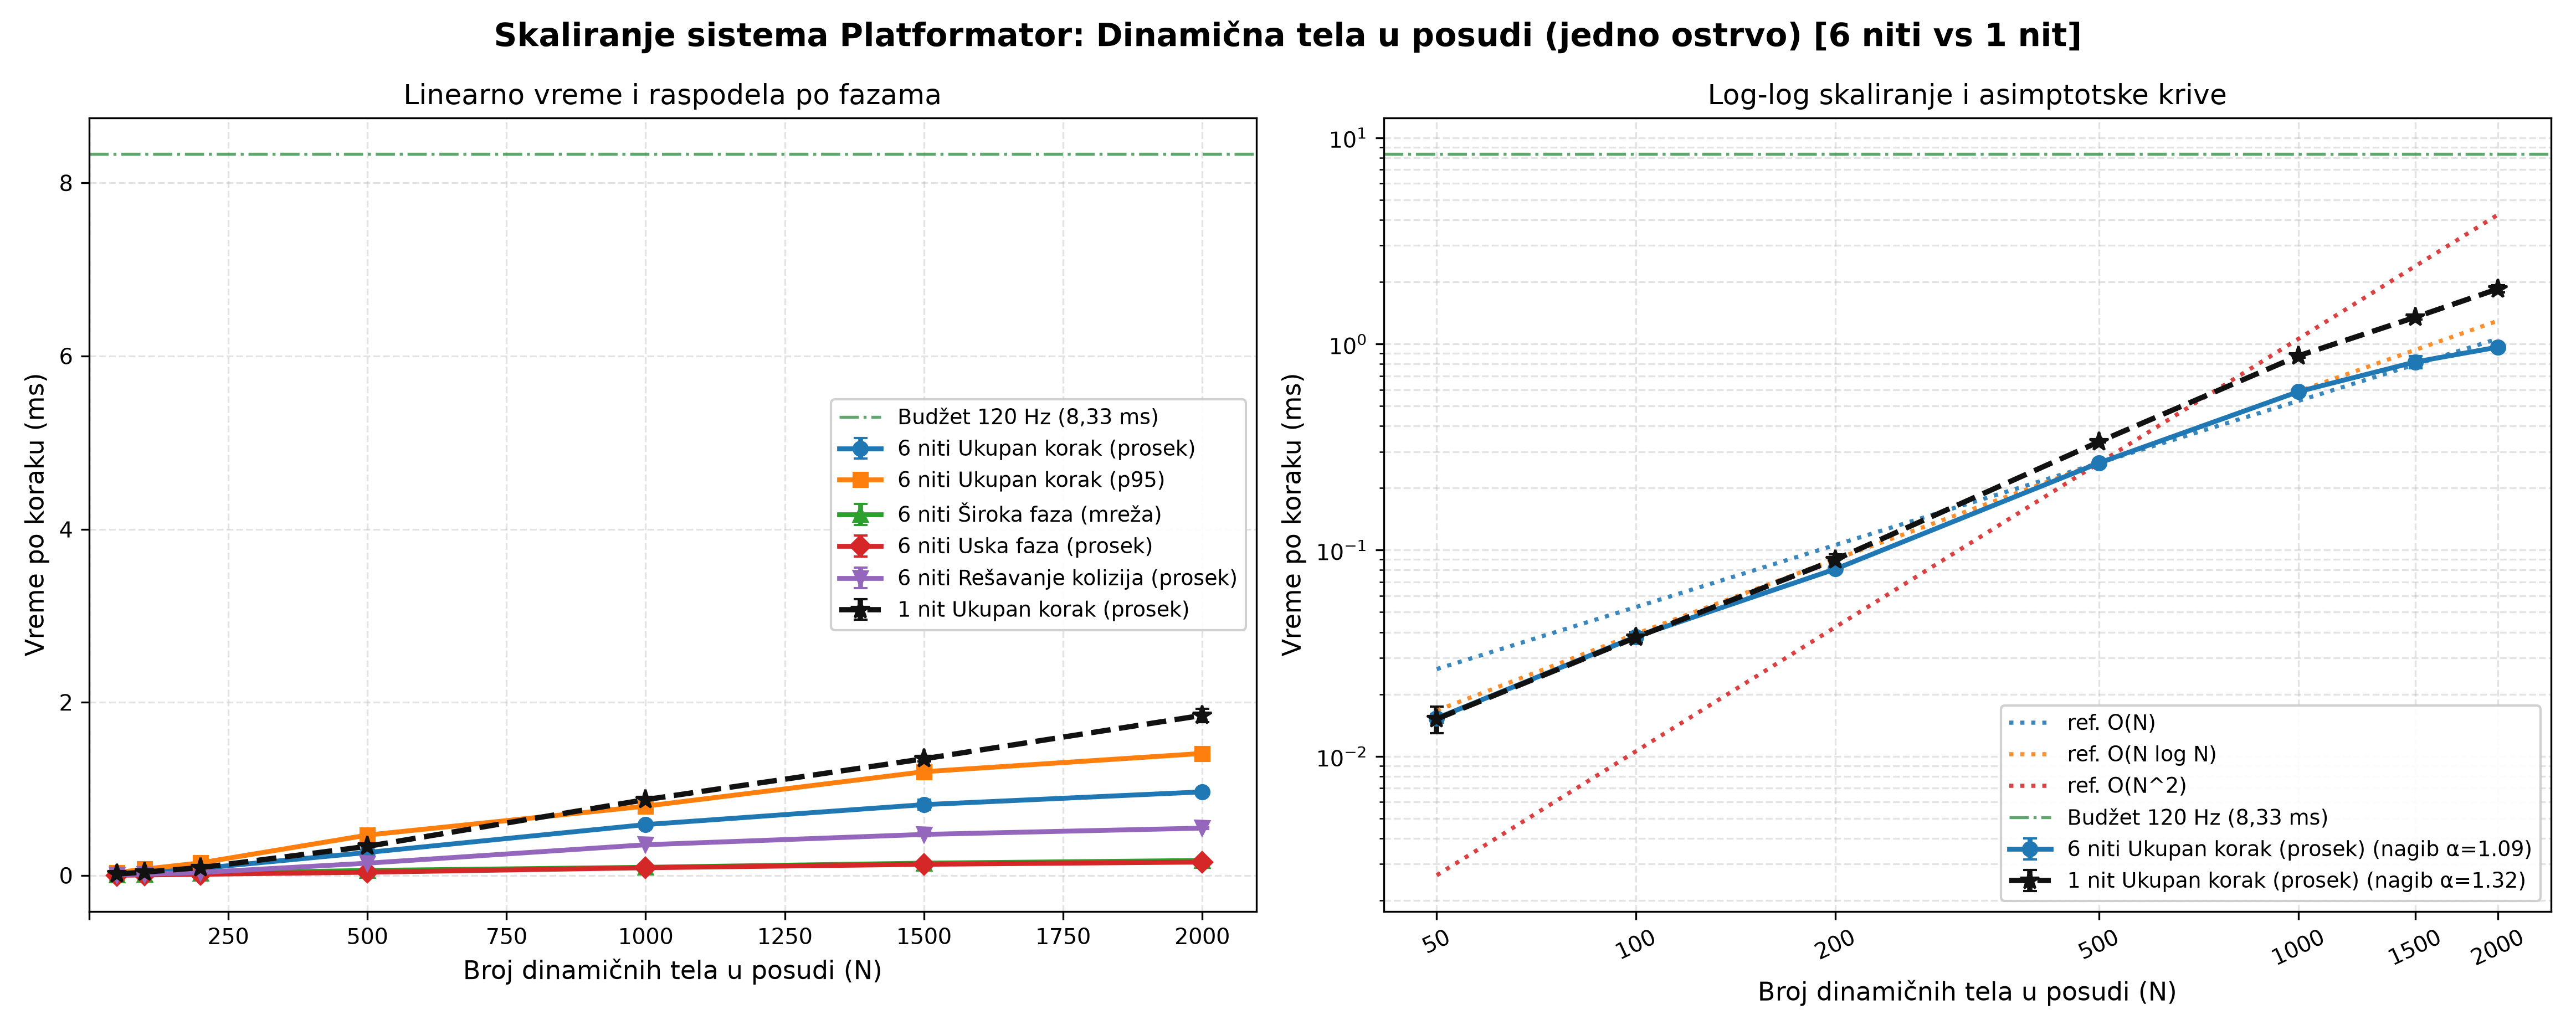 Skaliranje sistema Platformator: Dinamična tela u posudi (jedno ostrvo) [6 niti vs 1 nit]
Linearno vreme i raspodela po fazama
Vreme po koraku (ms)
8
6
4
2
0
Budžet 120 Hz (8,33 ms)
6 niti Ukupan korak (prosek)
6 niti Ukupan korak (p95)
6 niti Široka faza (mreža)
6 niti Uska faza (prosek)
6 niti Rešavanje kolizija (prosek)
1 nit Ukupan korak (prosek)
250 500 750 1000 1250 1500 1750 2000
Broj dinamičnih tela u posudi (N)
Log-log skaliranje i asimptotske krive
Vreme po koraku (ms)
10¹
10⁰
10⁻¹
10⁻²
ref. O(N)
ref. O(N log N)
ref. O(N^2)
Budžet 120 Hz (8,33 ms)
6 niti Ukupan korak (prosek) (nagib α=1.09)
1 nit Ukupan korak (prosek) (nagib α=1.32)
50 100 200 500 1000 1500 2000
Broj dinamičnih tela u posudi (N)